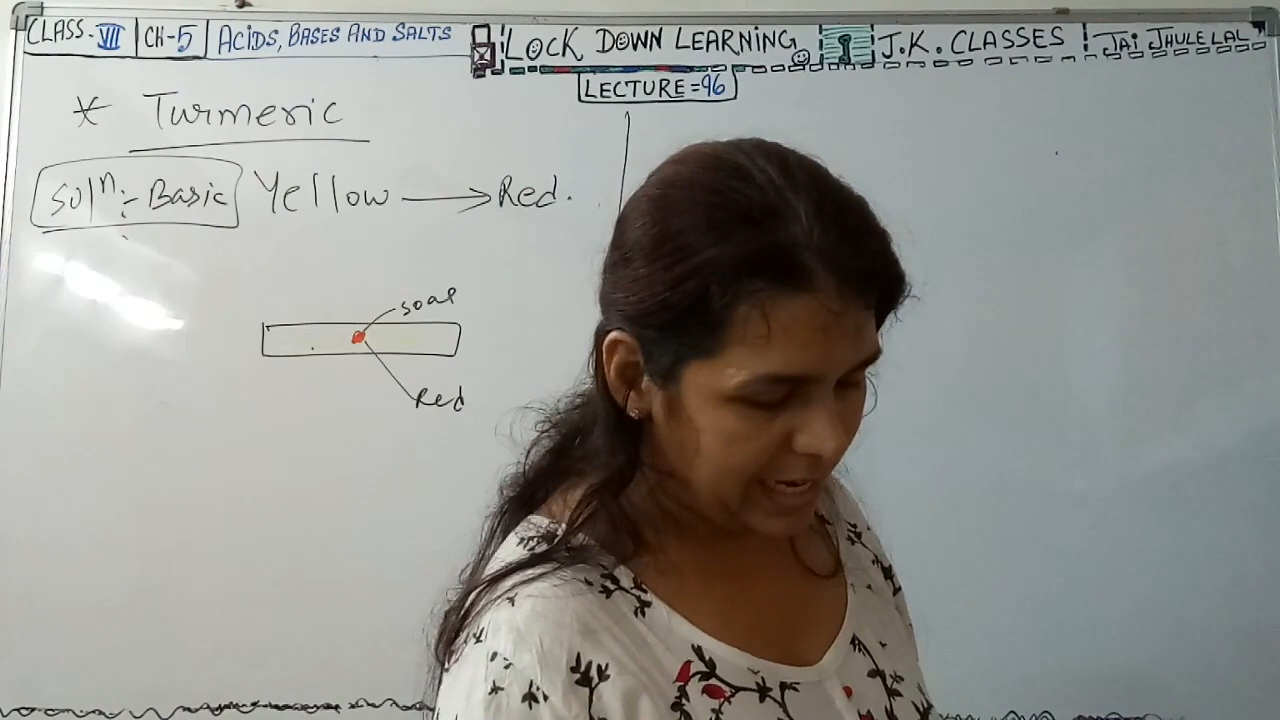 CLASS-VII CH-5 ACIDS, BASES AND SALTS LOCK DOWN LEARNING J.K. CLASSES JAI JHULELAL
LECTURE=96
* Turmeric
Solⁿ:- Basic Yellow → Red.
soap
Red